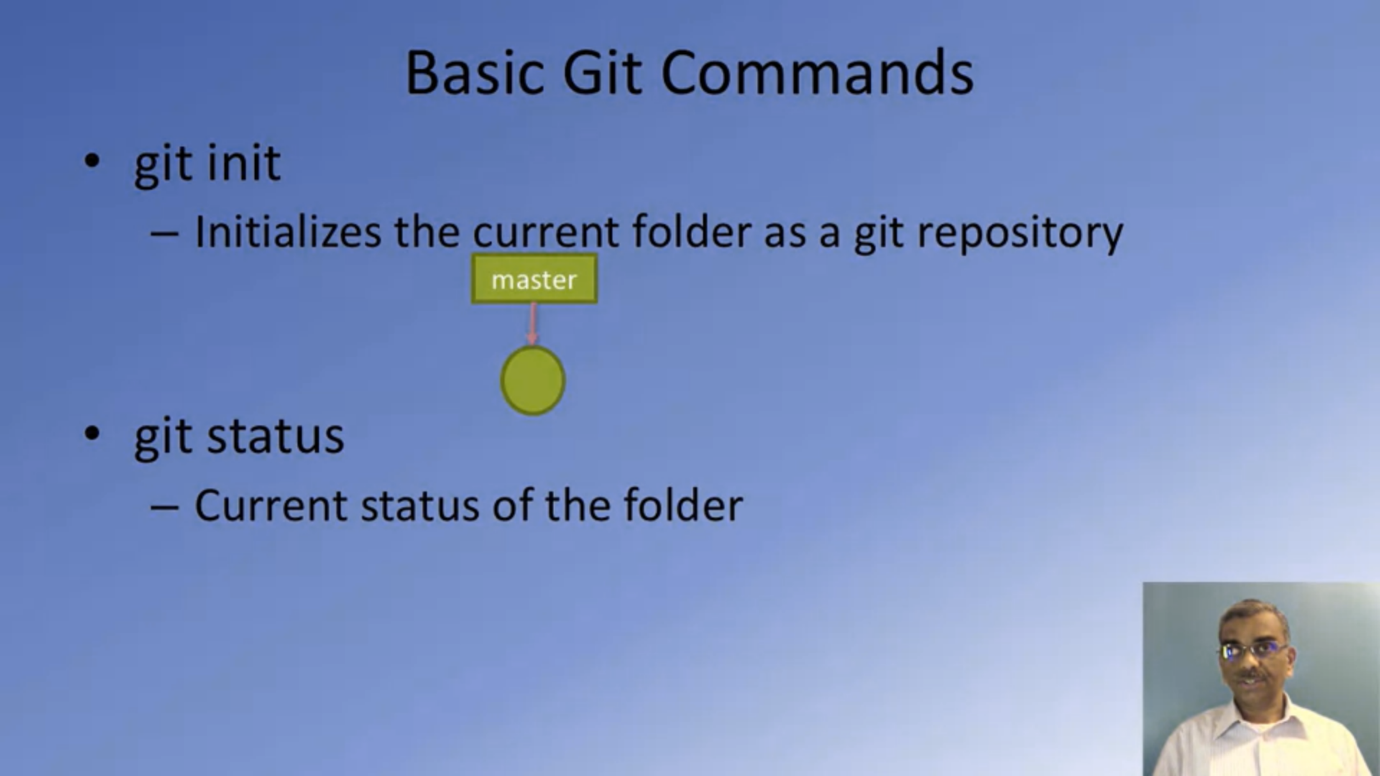 Basic Git Commands
• git init
– Initializes the current folder as a git repository
master
• git status
– Current status of the folder